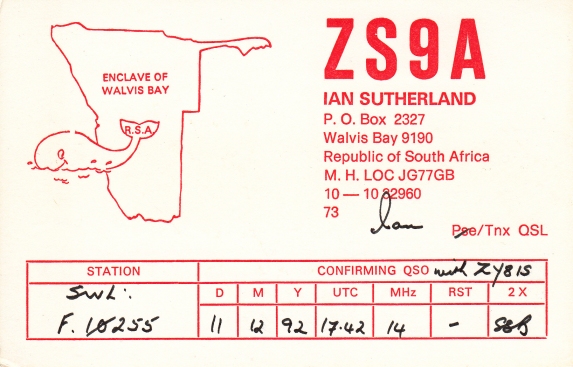 ZS9A
ENCLAVE OF
WALVIS BAY
R.S.A.
IAN SUTHERLAND
P. O. Box 2327
Walvis Bay 9190
Republic of South Africa
M. H. LOC JG77GB
10 — 10 32960
73 Ian
Pse/Tnx QSL
STATION CONFIRMING QSO with ZY8IS
SWL:. D M Y UTC MHz RST 2 X
F. 10255 11 12 92 17.42 14 - SSB